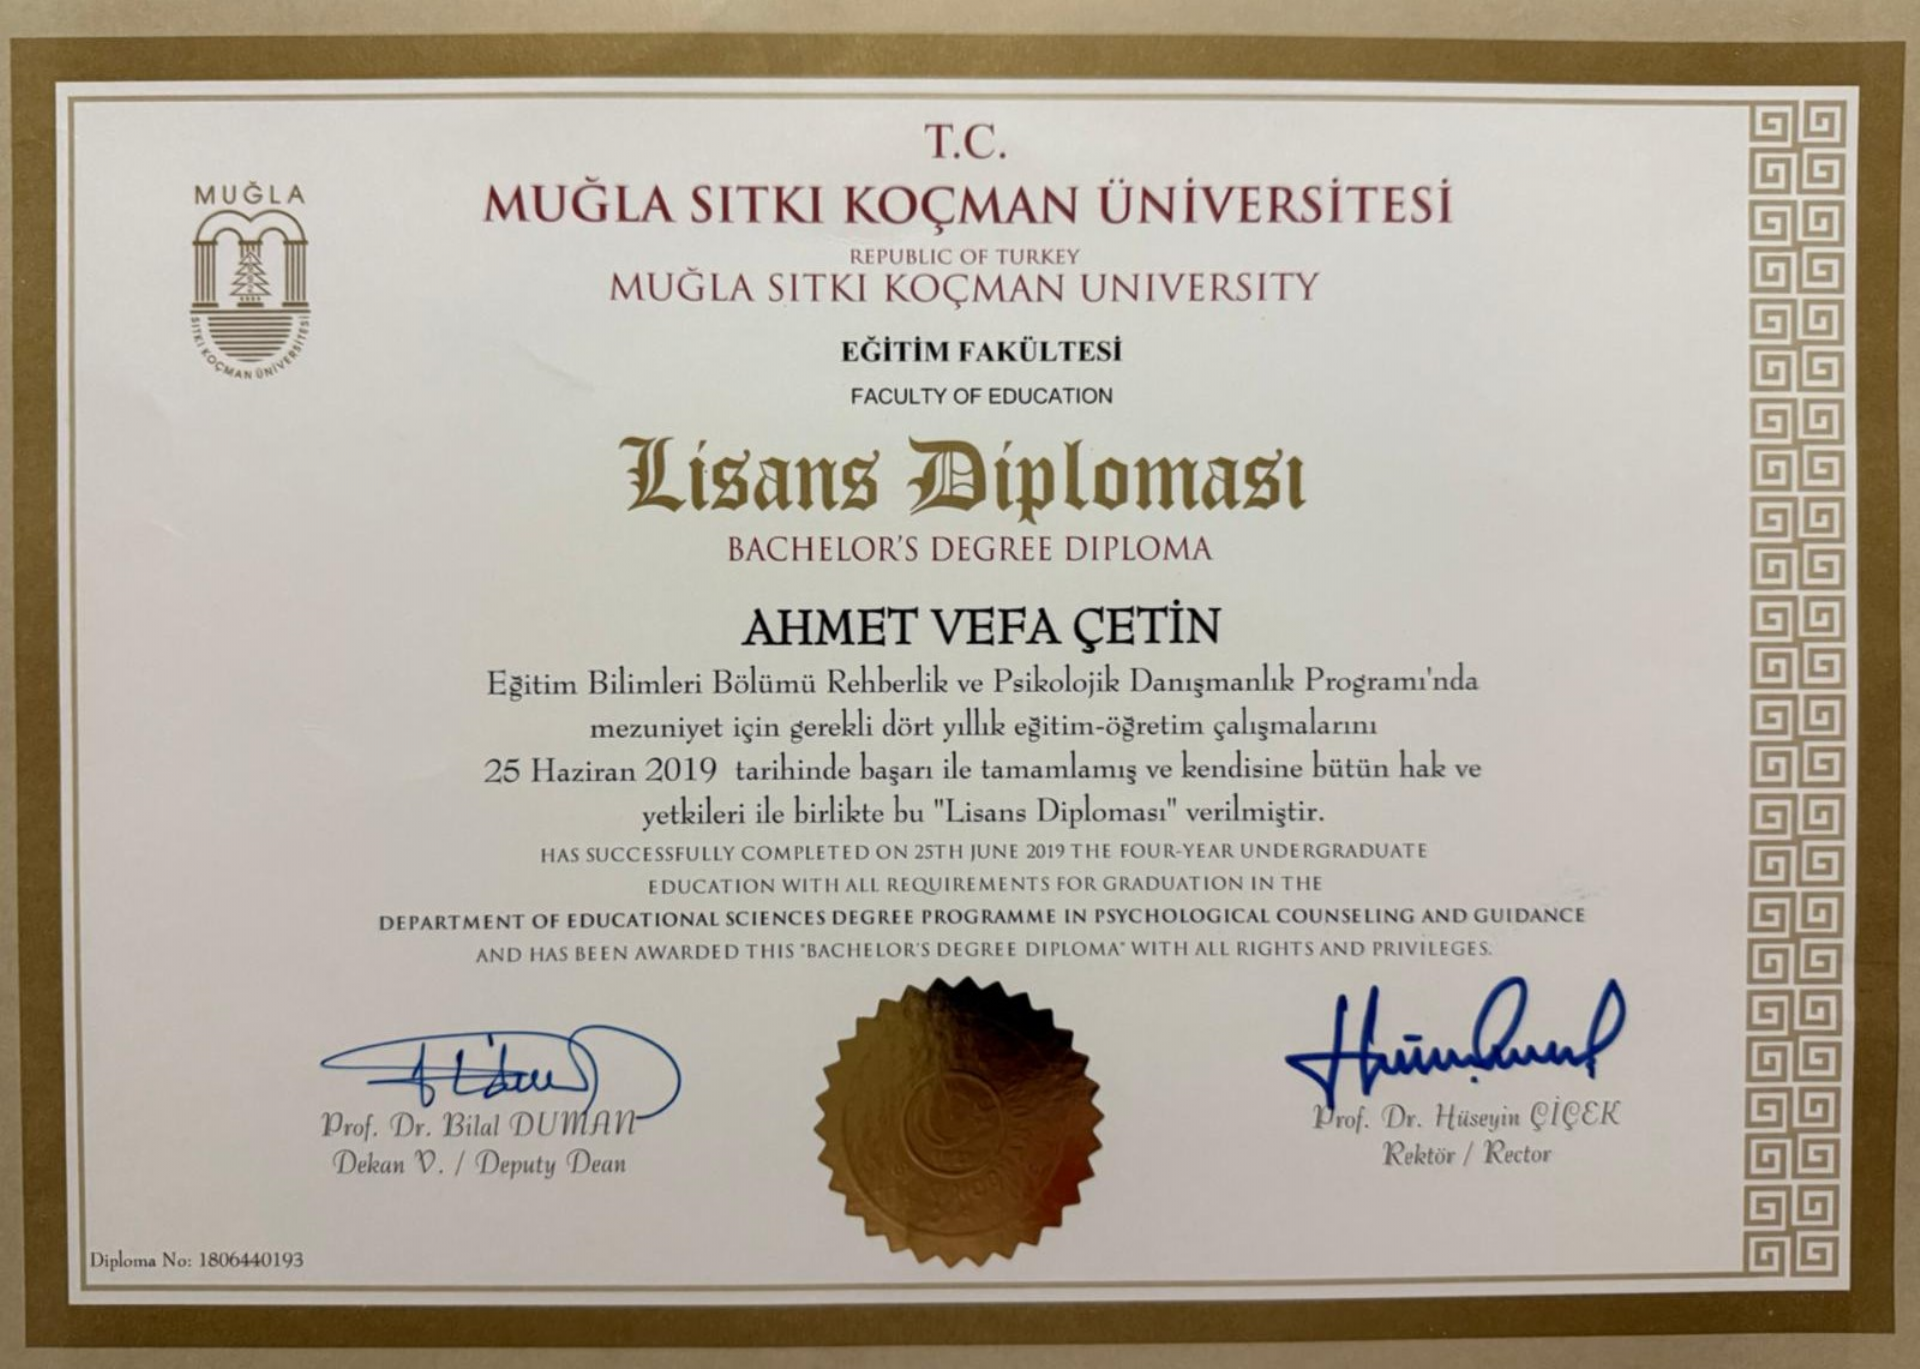 MUĞLA
SITKI KOÇMAN ÜNİVERSİTESİ
T.C.
MUĞLA SITKI KOÇMAN ÜNİVERSİTESİ
REPUBLIC OF TURKEY
MUĞLA SITKI KOÇMAN UNIVERSITY
EĞİTİM FAKÜLTESİ
FACULTY OF EDUCATION
Lisans Diploması
BACHELOR'S DEGREE DIPLOMA
AHMET VEFA ÇETİN
Eğitim Bilimleri Bölümü Rehberlik ve Psikolojik Danışmanlık Programı'nda
mezuniyet için gerekli dört yıllık eğitim-öğretim çalışmalarını
25 Haziran 2019 tarihinde başarı ile tamamlamış ve kendisine bütün hak ve
yetkileri ile birlikte bu "Lisans Diploması" verilmiştir.
HAS SUCCESSFULLY COMPLETED ON 25TH JUNE 2019 THE FOUR-YEAR UNDERGRADUATE
EDUCATION WITH ALL REQUIREMENTS FOR GRADUATION IN THE
DEPARTMENT OF EDUCATIONAL SCIENCES DEGREE PROGRAMME IN PSYCHOLOGICAL COUNSELING AND GUIDANCE
AND HAS BEEN AWARDED THIS "BACHELOR'S DEGREE DIPLOMA" WITH ALL RIGHTS AND PRIVILEGES.
Prof. Dr. Bilal DUMAN
Dekan V. / Deputy Dean
Prof. Dr. Hüseyin ÇİÇEK
Rektör / Rector
Diploma No: 1806440193